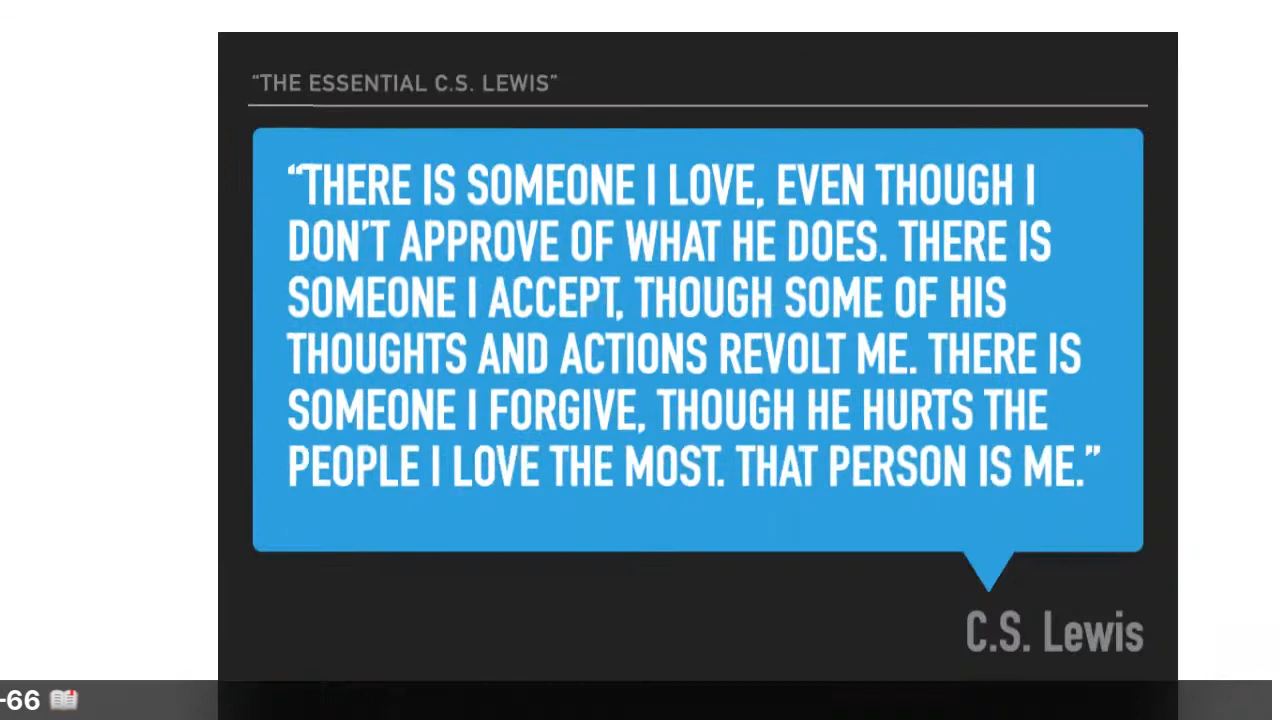 “THE ESSENTIAL C.S. LEWIS”
“THERE IS SOMEONE I LOVE, EVEN THOUGH I
DON’T APPROVE OF WHAT HE DOES. THERE IS
SOMEONE I ACCEPT, THOUGH SOME OF HIS
THOUGHTS AND ACTIONS REVOLT ME. THERE IS
SOMEONE I FORGIVE, THOUGH HE HURTS THE
PEOPLE I LOVE THE MOST. THAT PERSON IS ME.”
C.S. Lewis
-66